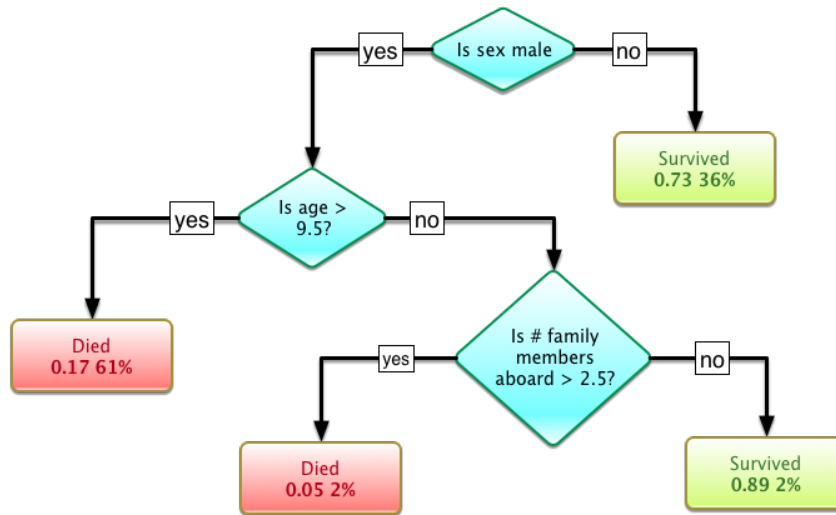 Is sex male
yes
no
Survived
0.73 36%
Is age >
9.5?
yes
no
Died
0.17 61%
Is # family
members
aboard > 2.5?
yes
no
Died
0.05 2%
Survived
0.89 2%